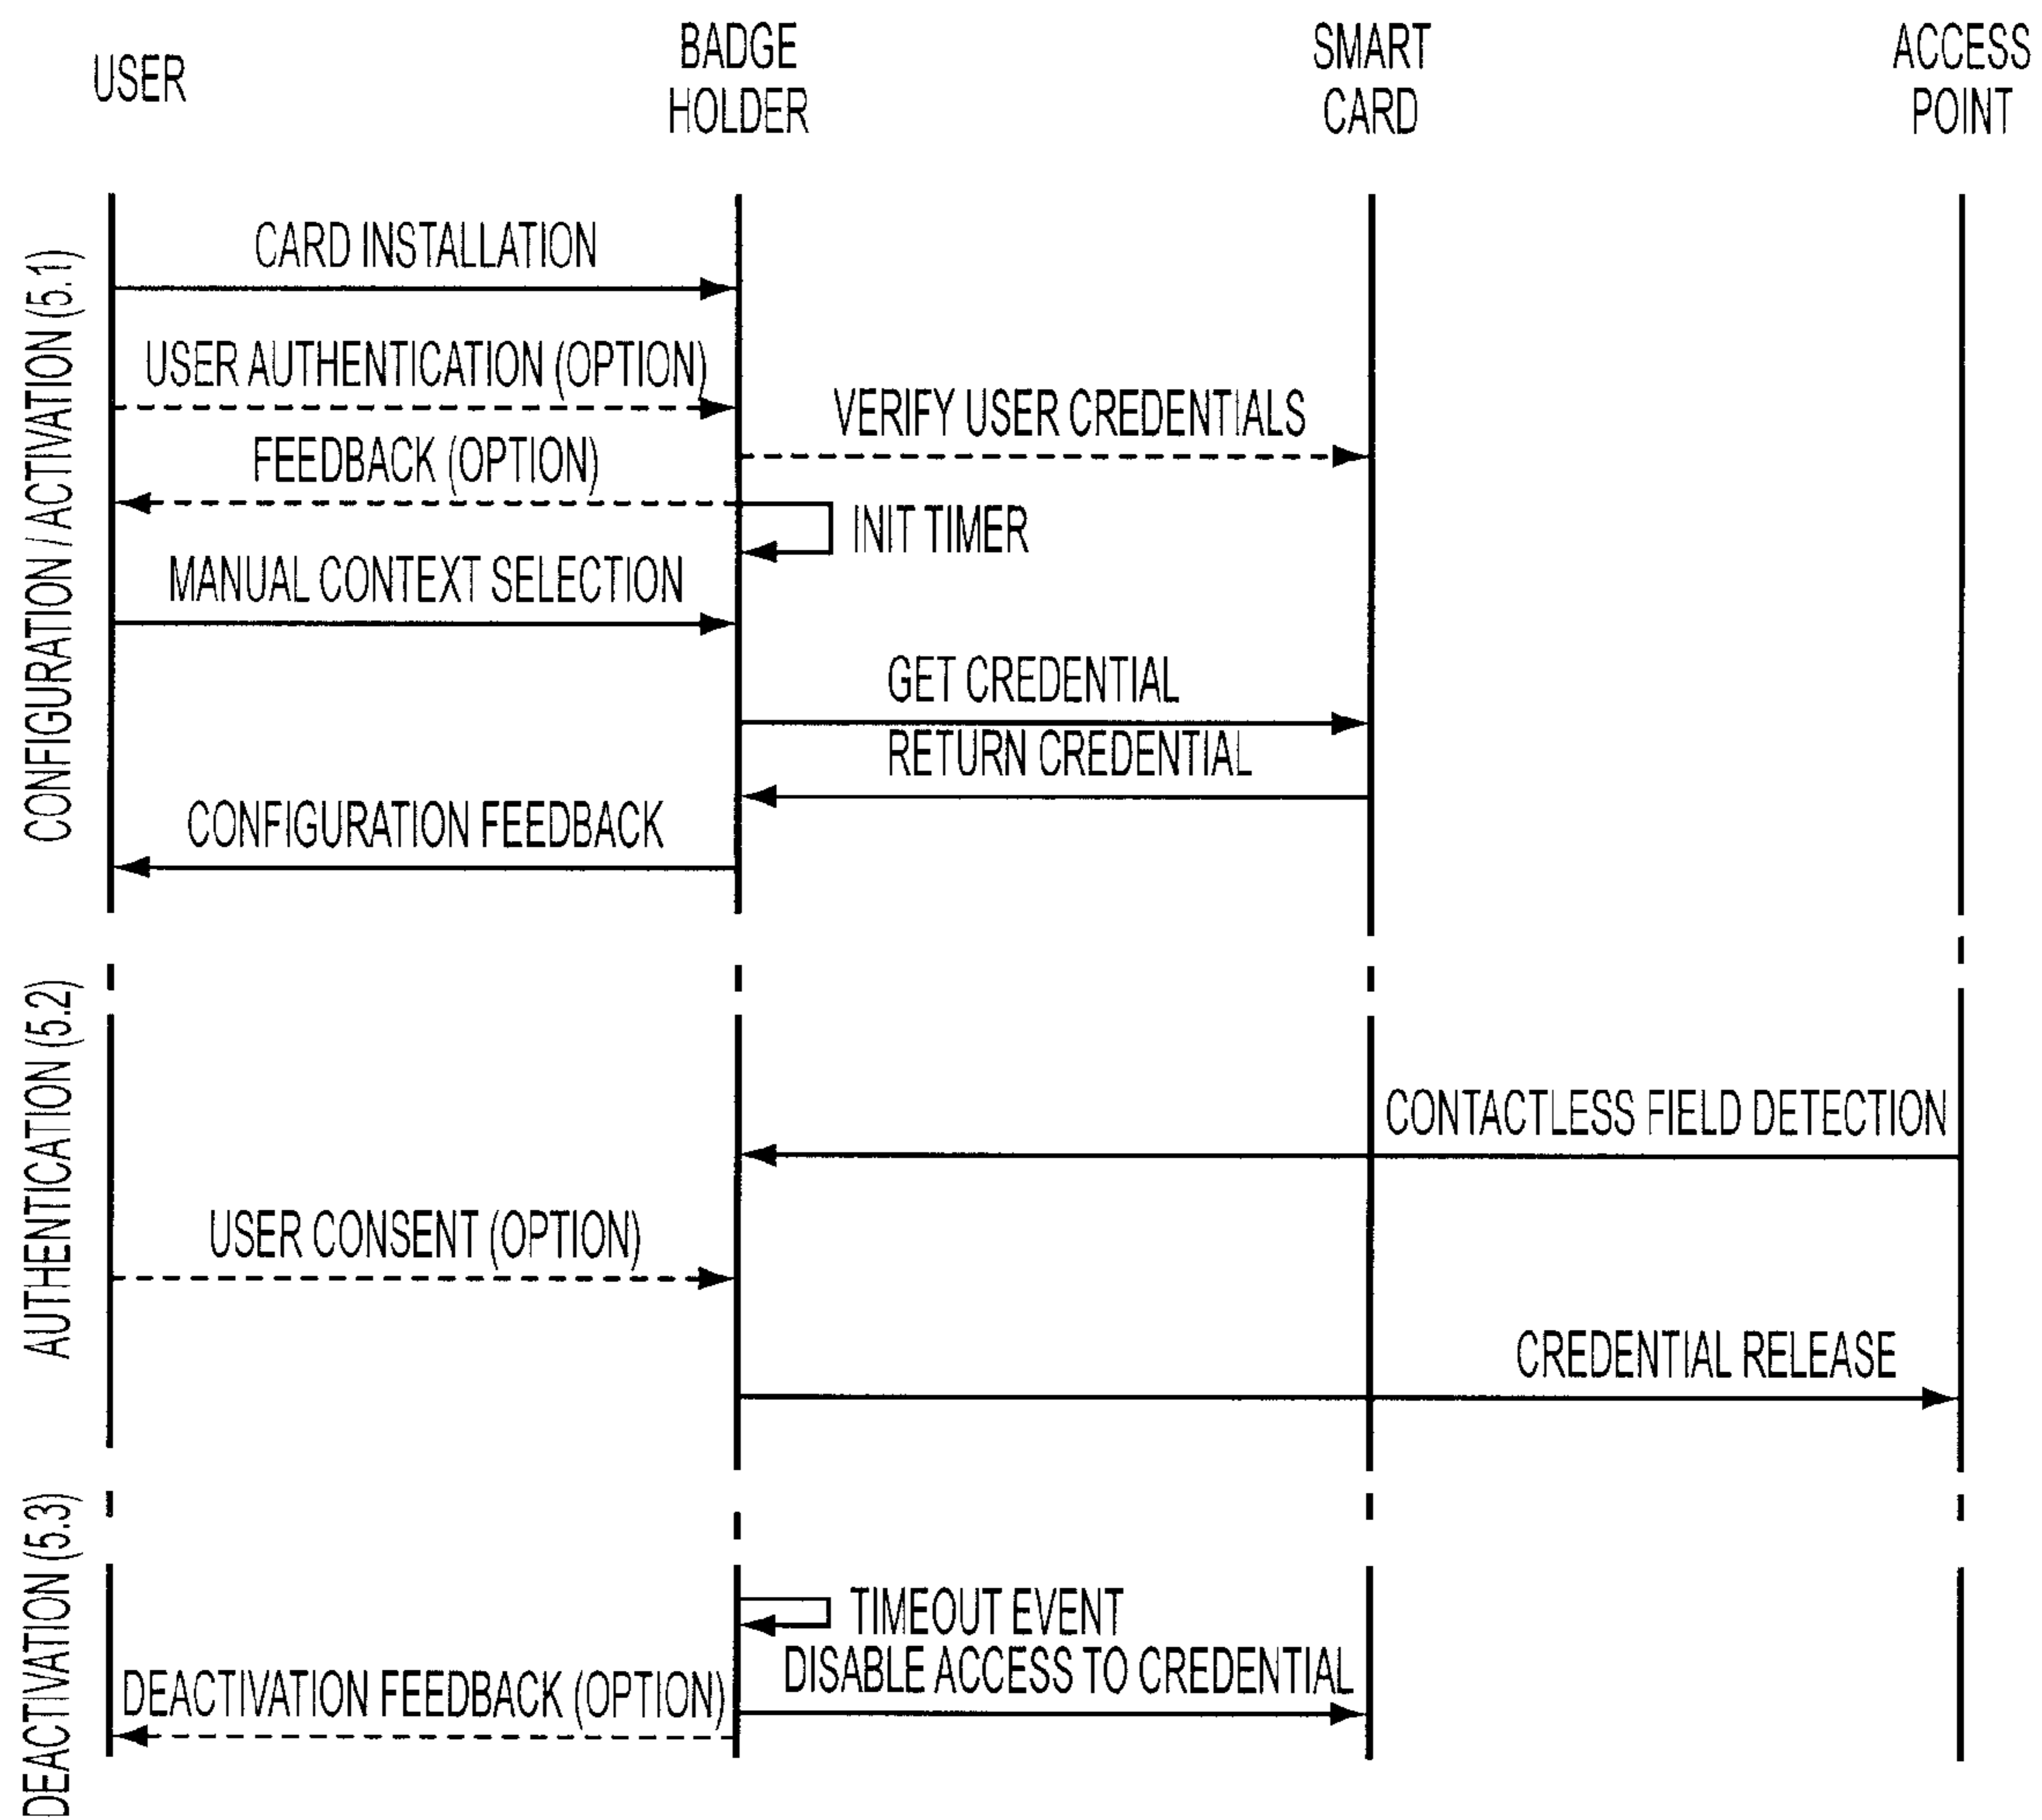 USER
BADGE
HOLDER
SMART
CARD
ACCESS
POINT
CONFIGURATION / ACTIVATION (5.1)
CARD INSTALLATION
USER AUTHENTICATION (OPTION)
VERIFY USER CREDENTIALS
FEEDBACK (OPTION)
INIT TIMER
MANUAL CONTEXT SELECTION
GET CREDENTIAL
RETURN CREDENTIAL
CONFIGURATION FEEDBACK
AUTHENTICATION (5.2)
CONTACTLESS FIELD DETECTION
USER CONSENT (OPTION)
CREDENTIAL RELEASE
DEACTIVATION (5.3)
TIMEOUT EVENT
DISABLE ACCESS TO CREDENTIAL
DEACTIVATION FEEDBACK (OPTION)